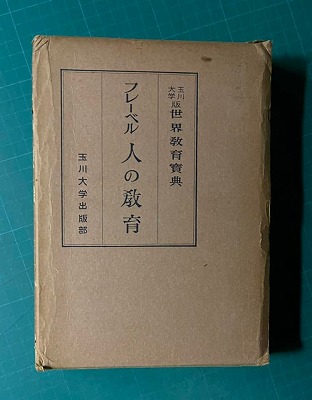 玉川大学版 世界教育寶典
フレーベル 人の教育
玉川大学出版部